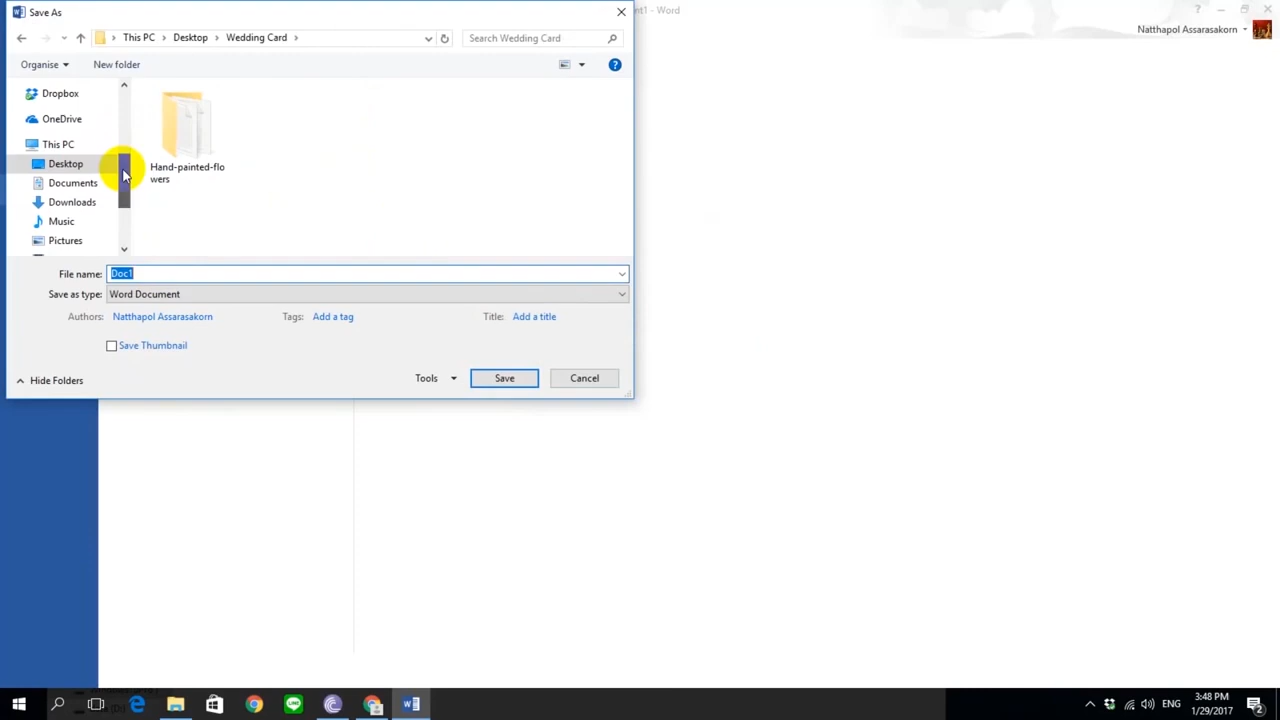 Save As
nt1 - Word
Natthapol Assarasakorn
This PC
Desktop
Wedding Card
Search Wedding Card
Organise
New folder
Dropbox
OneDrive
This PC
Desktop
Documents
Downloads
Music
Pictures
Hand-painted-flo
wers
File name: Doc1
Save as type: Word Document
Authors: Natthapol Assarasakorn
Tags: Add a tag
Title: Add a title
Save Thumbnail
Hide Folders
Tools
Save
Cancel
ENG
3:48 PM
1/29/2017
2